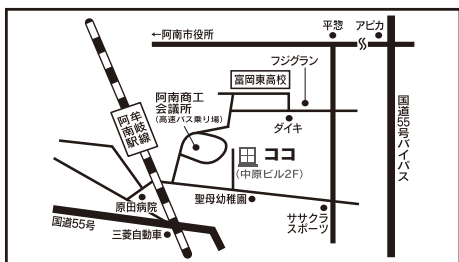 ←阿南市役所
平惣
アピカ
フジグラン
富岡東高校
阿南商工
会議所
(高速バス乗り場)
ダイキ
牟岐線
阿南駅
ココ
(中原ビル2F)
国道55号バイパス
原田病院
聖母幼稚園
ササクラ
スポーツ
国道55号
三菱自動車